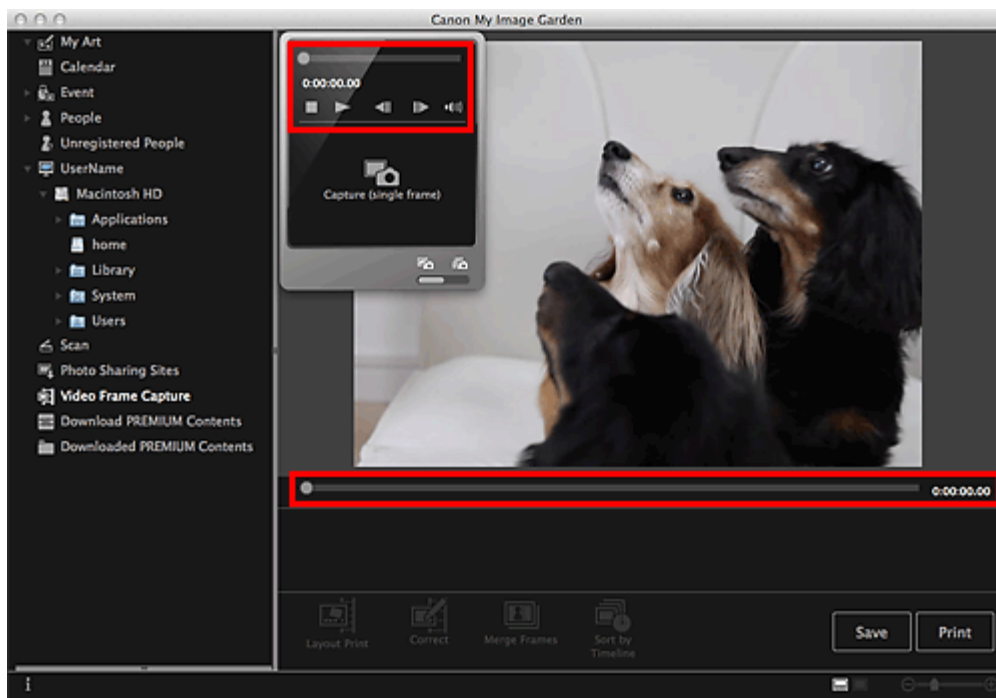 Canon My Image Garden
My Art
Calendar
Event
People
Unregistered People
UserName
Macintosh HD
Applications
home
Library
System
Users
Scan
Photo Sharing Sites
Video Frame Capture
Download PREMIUM Contents
Downloaded PREMIUM Contents
0:00:00.00
Capture (single frame)
0:00:00.00
Layout Print
Correct
Merge Frames
Sort by
Timeline
Save
Print